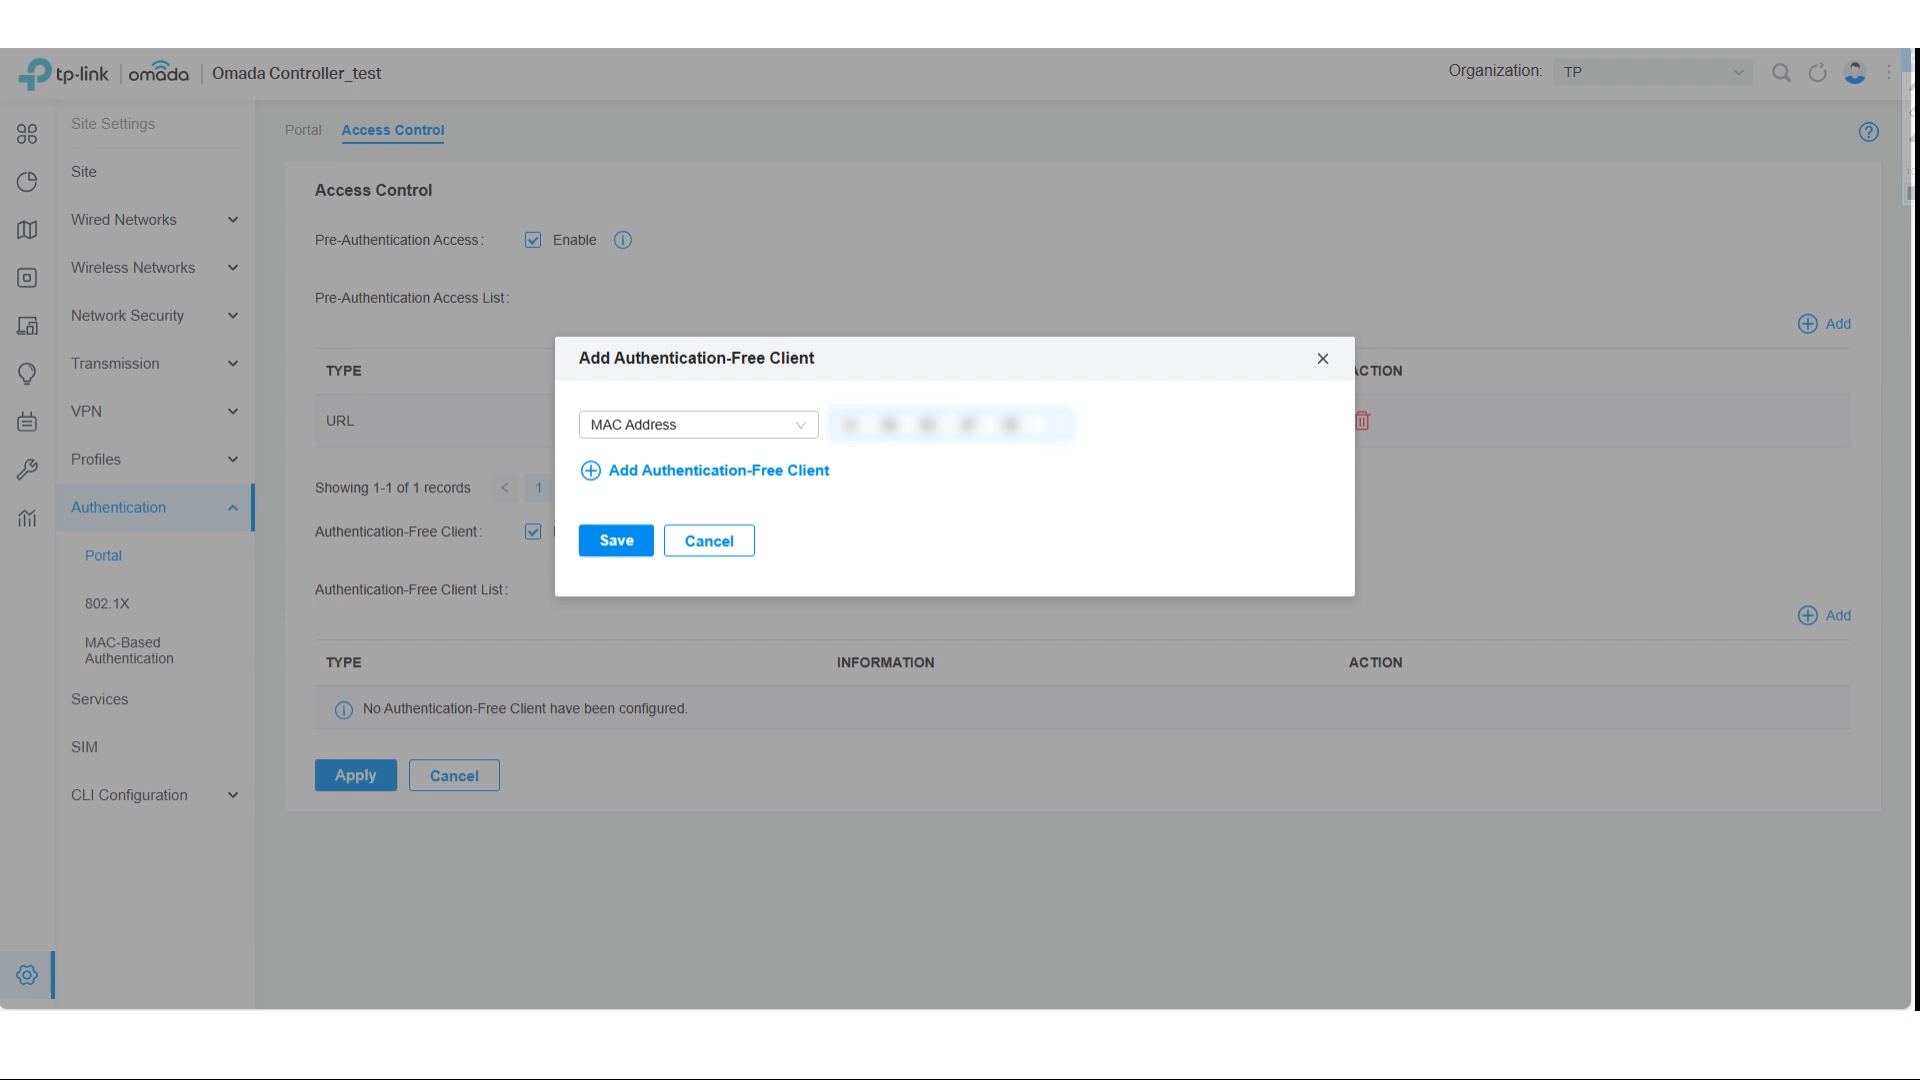 tp-link | omada | Omada Controller_test
Organization: TP
Site Settings
Site
Wired Networks
Wireless Networks
Network Security
Transmission
VPN
Profiles
Authentication
Portal
802.1X
MAC-Based
Authentication
Services
SIM
CLI Configuration
Portal Access Control
Access Control
Pre-Authentication Access: Enable
Pre-Authentication Access List:
Add
TYPE
URL
Showing 1-1 of 1 records < 1
Authentication-Free Client:
Authentication-Free Client List:
Add
TYPE INFORMATION ACTION
No Authentication-Free Client have been configured.
Apply Cancel
Add Authentication-Free Client
MAC Address
Add Authentication-Free Client
Save Cancel